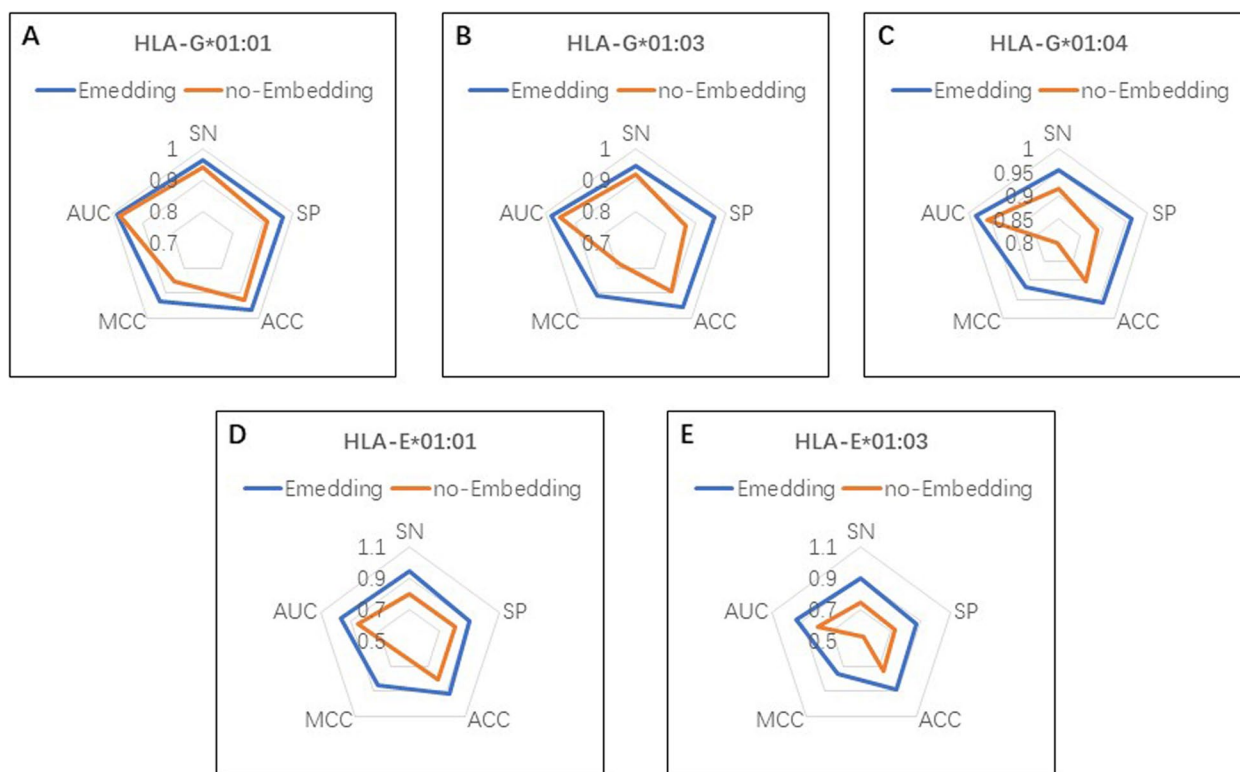 A
HLA-G*01:01
Emedding no-Embedding
SN
1
0.9
0.8
0.7
AUC
SP
MCC
ACC
B
HLA-G*01:03
Emedding no-Embedding
SN
1
0.9
0.8
0.7
AUC
SP
MCC
ACC
C
HLA-G*01:04
Emedding no-Embedding
SN
1
0.95
0.9
0.85
0.8
AUC
SP
MCC
ACC
D
HLA-E*01:01
Emedding no-Embedding
SN
1.1
0.9
0.7
0.5
AUC
SP
MCC
ACC
E
HLA-E*01:03
Emedding no-Embedding
SN
1.1
0.9
0.7
0.5
AUC
SP
MCC
ACC